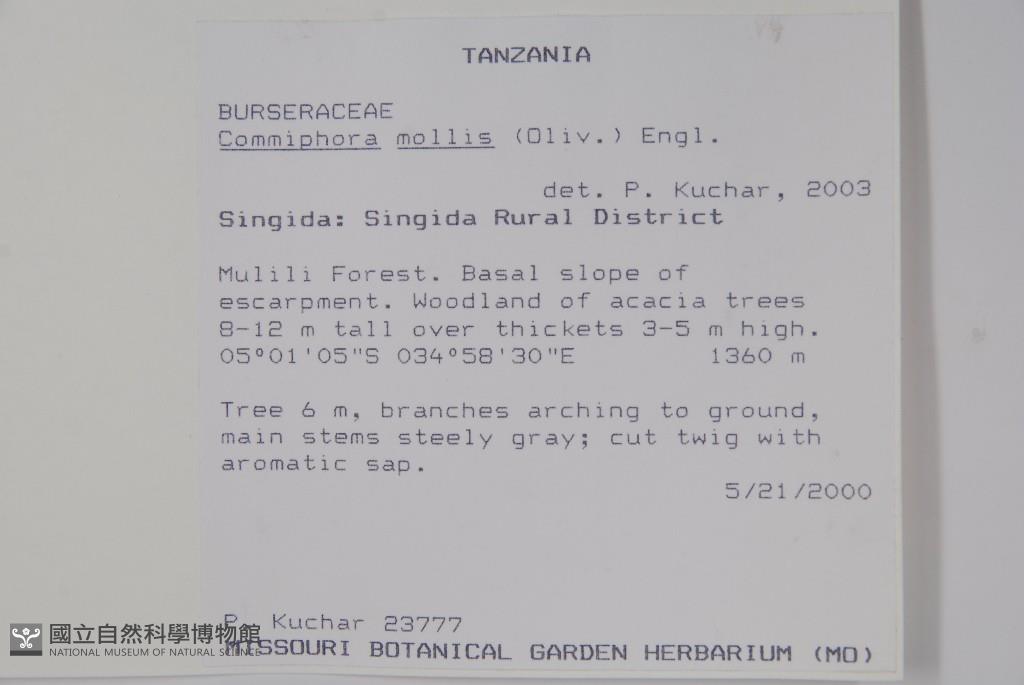 TANZANIA
BURSERACEAE
Commiphora mollis (Oliv.) Engl.
det. P. Kuchar, 2003
Singida: Singida Rural District
Mulili Forest. Basal slope of
escarpment. Woodland of acacia trees
8-12 m tall over thickets 3-5 m high.
05°01'05"S 034°58'30"E 1360 m
Tree 6 m, branches arching to ground,
main stems steely gray; cut twig with
aromatic sap.
5/21/2000
P. Kuchar 23777
MISSOURI BOTANICAL GARDEN HERBARIUM (MO)
國立自然科學博物館
NATIONAL MUSEUM OF NATURAL SCIENCE